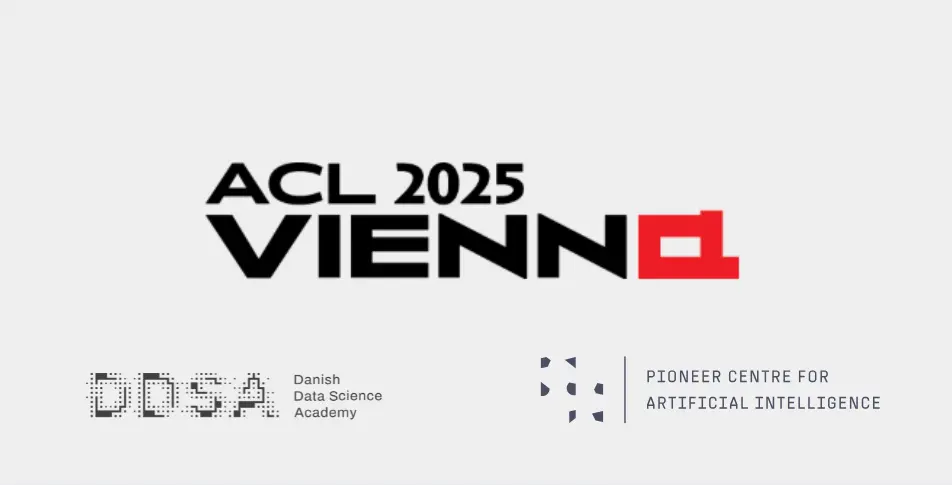 ACL 2025
VIENNa
DDSA
Danish
Data Science
Academy
PIONEER CENTRE FOR
ARTIFICIAL INTELLIGENCE